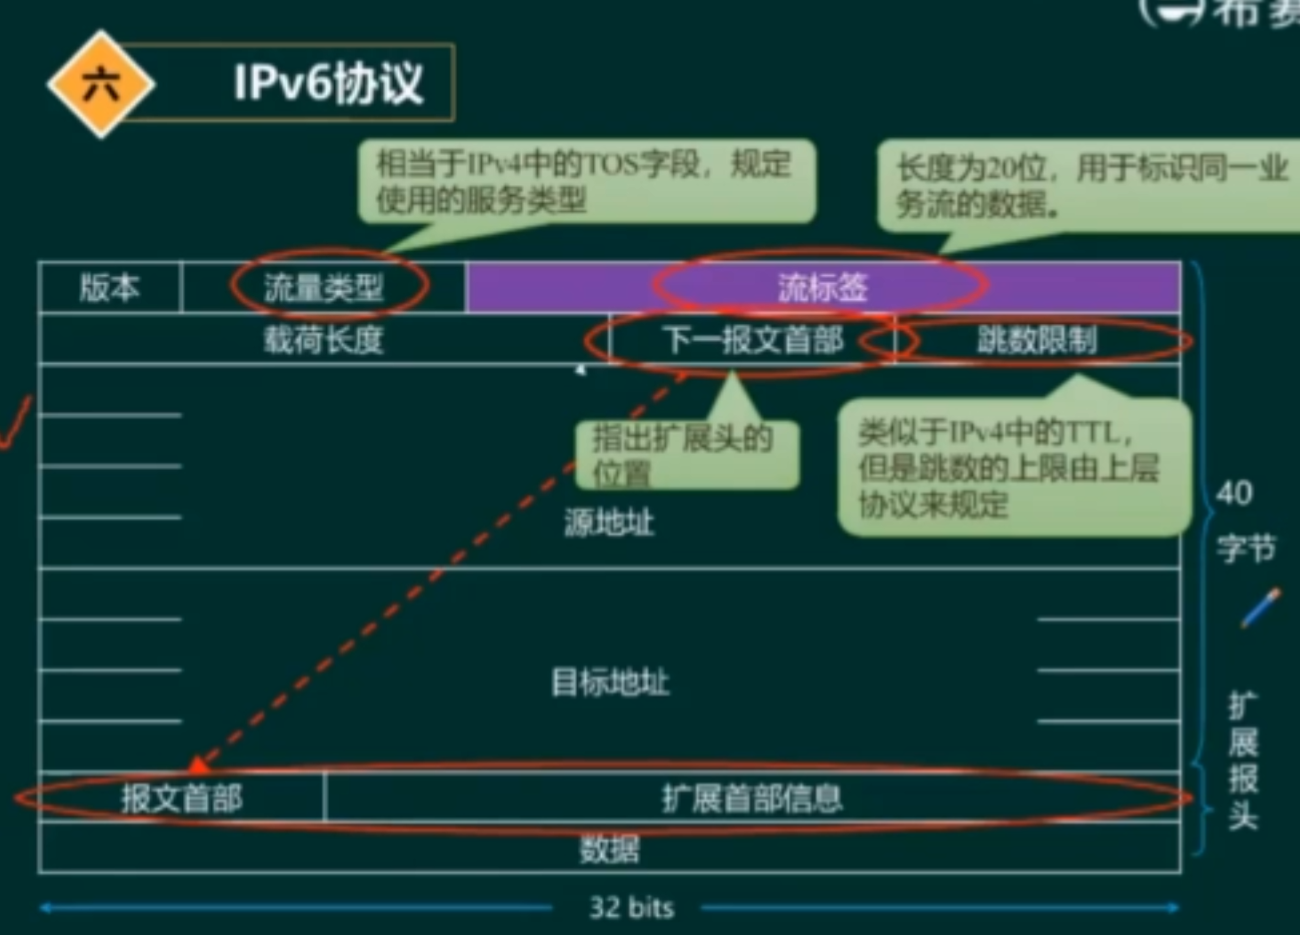 希赛
六
IPv6协议
相当于IPv4中的TOS字段，规定
使用的服务类型
长度为20位，用于标识同一业
务流的数据。
版本
流量类型
流标签
载荷长度
下一报文首部
跳数限制
指出扩展头的
位置
类似于IPv4中的TTL，
但是跳数的上限由上层
协议来规定
源地址
40
字节
目标地址
扩
展
报
头
报文首部
扩展首部信息
数据
32 bits